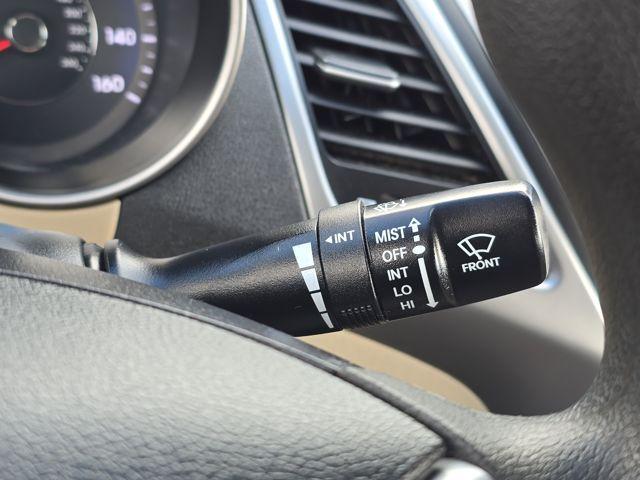 140
160
INT
MIST
OFF
INT
LO
HI
FRONT